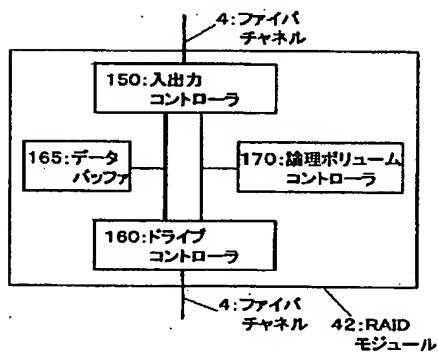 4:ファイバ
チャネル
150:入出力
コントローラ
165:データ
バッファ
170:論理ボリューム
コントローラ
160:ドライブ
コントローラ
4:ファイバ
チャネル
42:RAID
モジュール